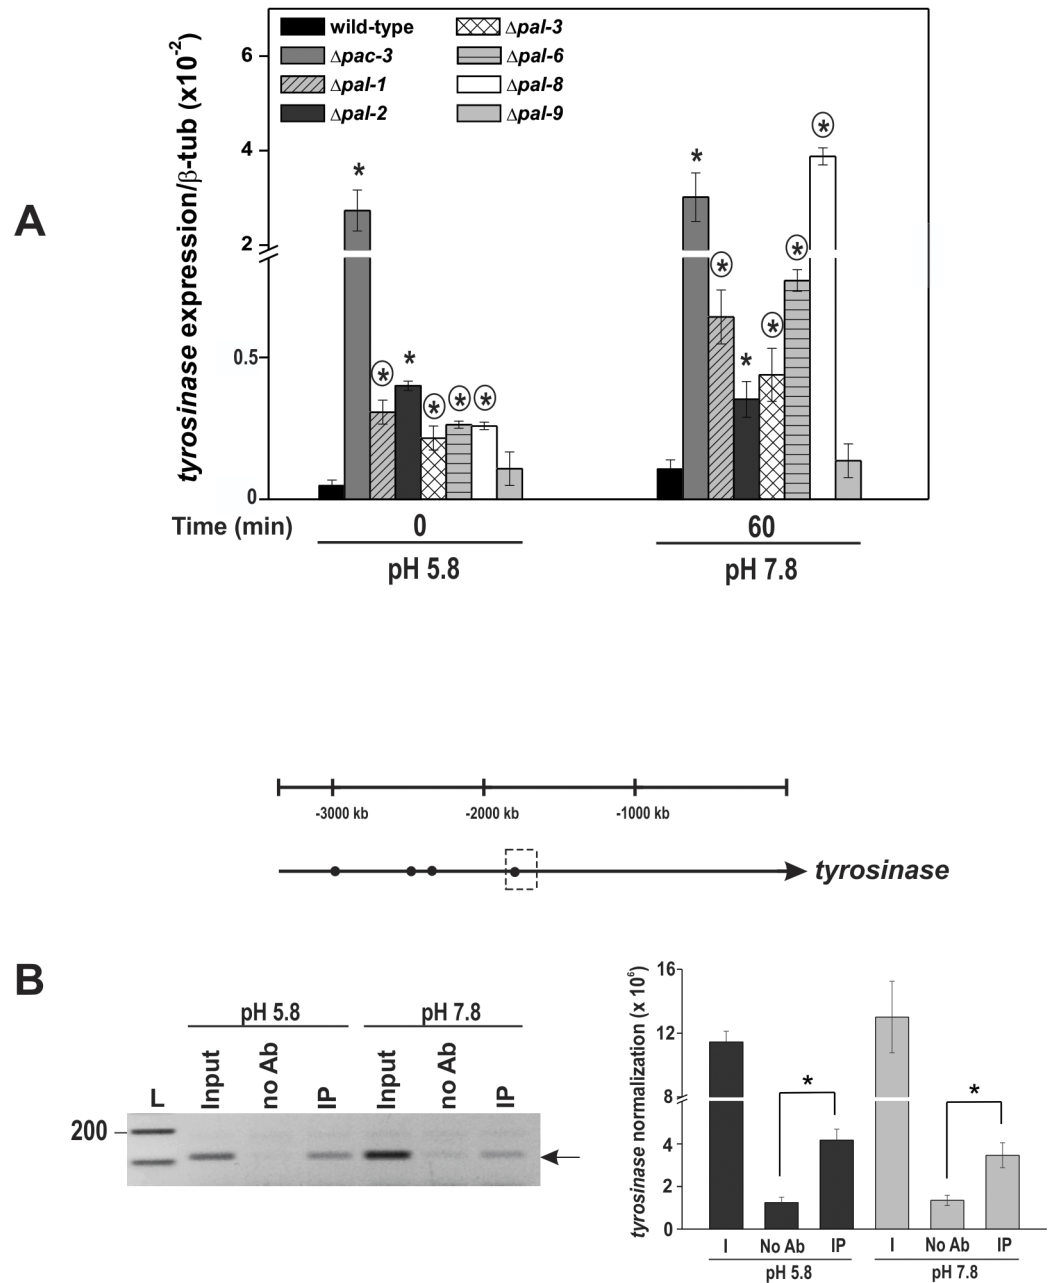 A
tyrosinase expression/β-tub (x10⁻²)
6
4
2
0.5
0
wild-type
Δpac-3
Δpal-1
Δpal-2
Δpal-3
Δpal-6
Δpal-8
Δpal-9
* * * * * * *
* * * * * * *
Time (min) 0 60
pH 5.8 pH 7.8
-3000 kb -2000 kb -1000 kb
tyrosinase
B
pH 5.8 pH 7.8
L Input no Ab IP Input no Ab IP
200
tyrosinase normalization (x 10⁶)
16
12
8
4
2
0
* *
I No Ab IP I No Ab IP
pH 5.8 pH 7.8